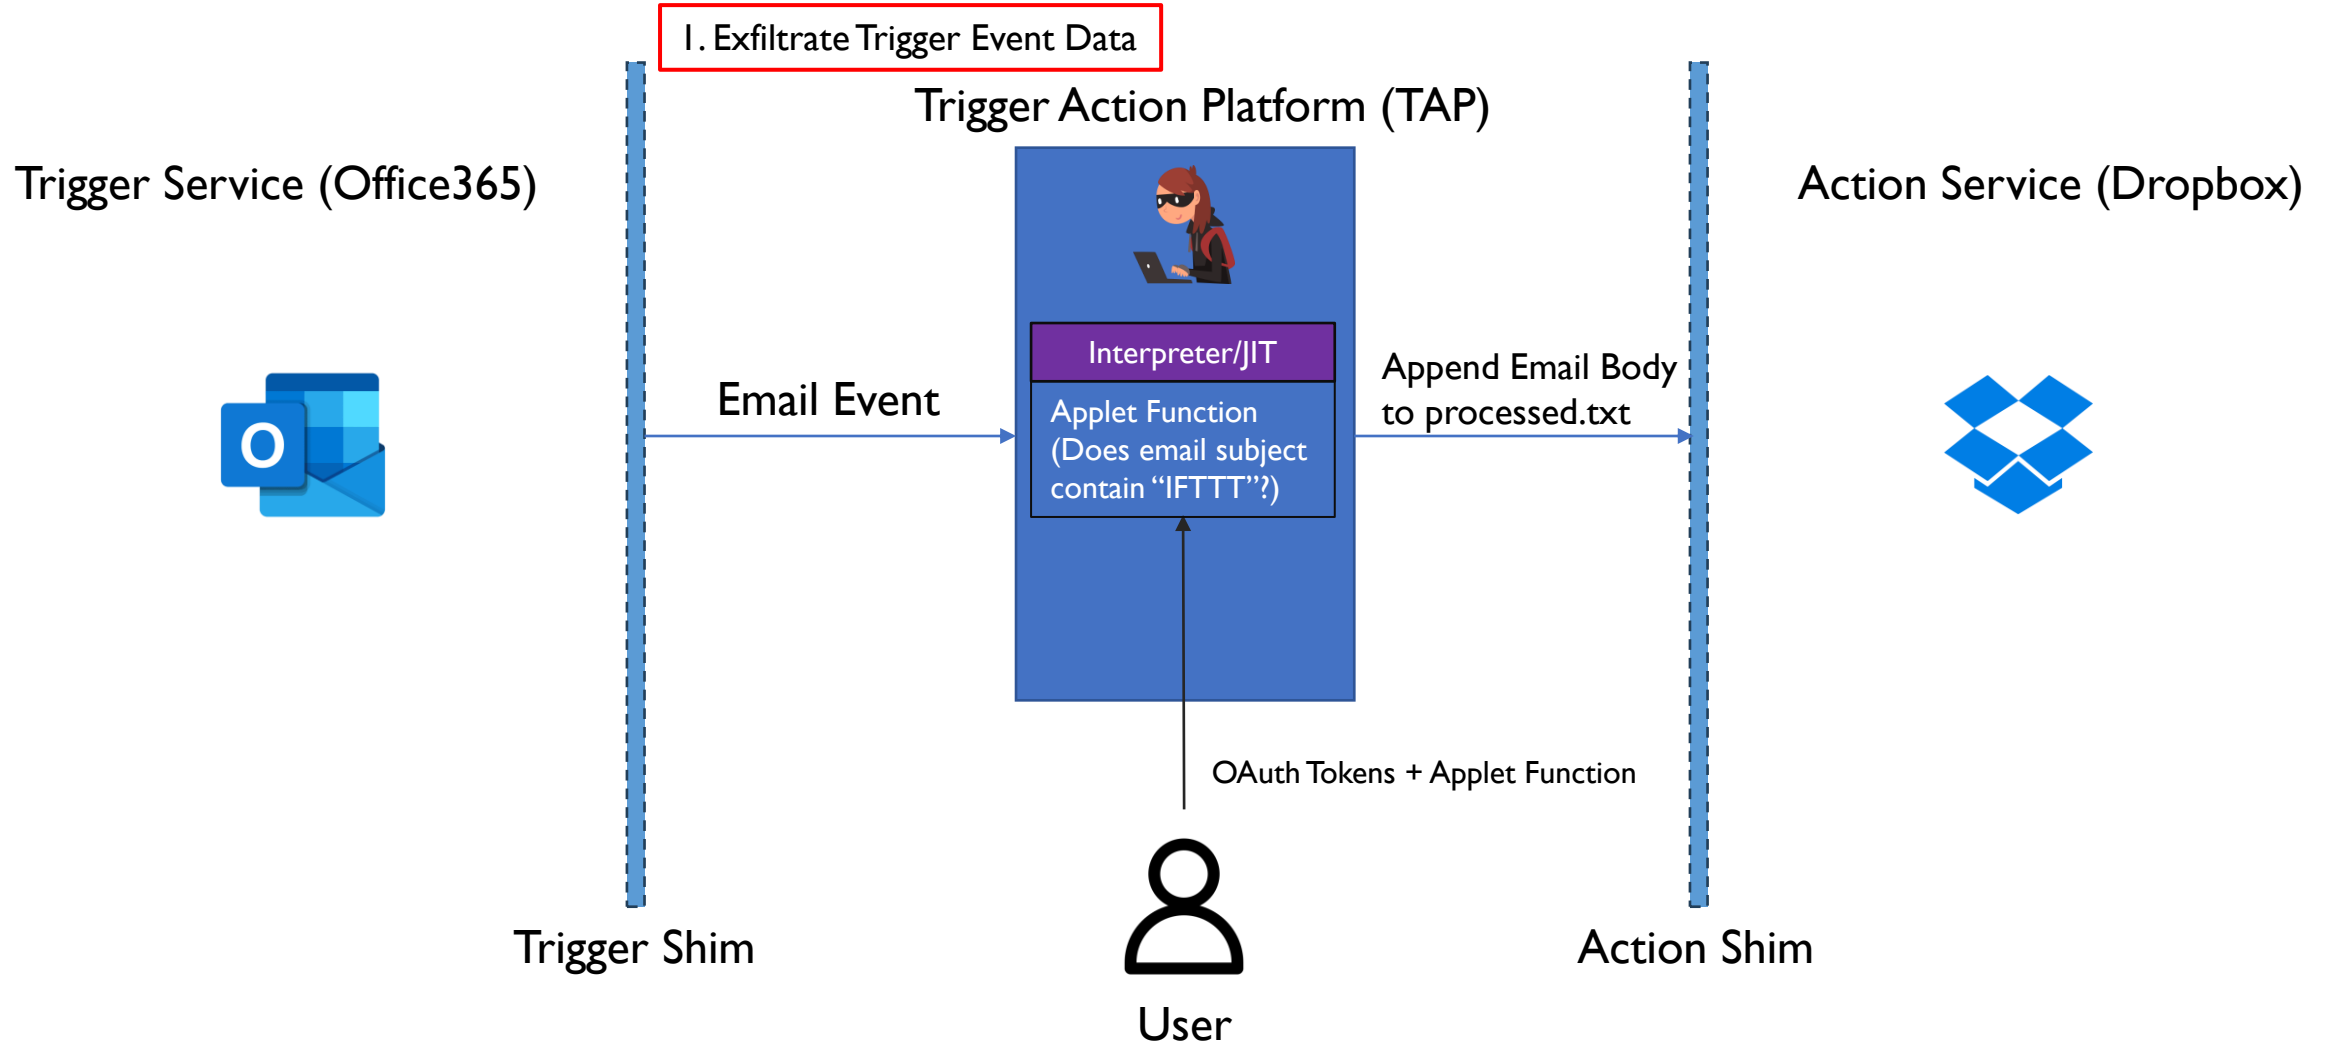 1. Exfiltrate Trigger Event Data
Trigger Action Platform (TAP)
Trigger Service (Office365)
Action Service (Dropbox)
Interpreter/JIT
Applet Function
(Does email subject
contain “IFTTT”?)
Email Event
Append Email Body
to processed.txt
O
OAuth Tokens + Applet Function
Trigger Shim
Action Shim
User